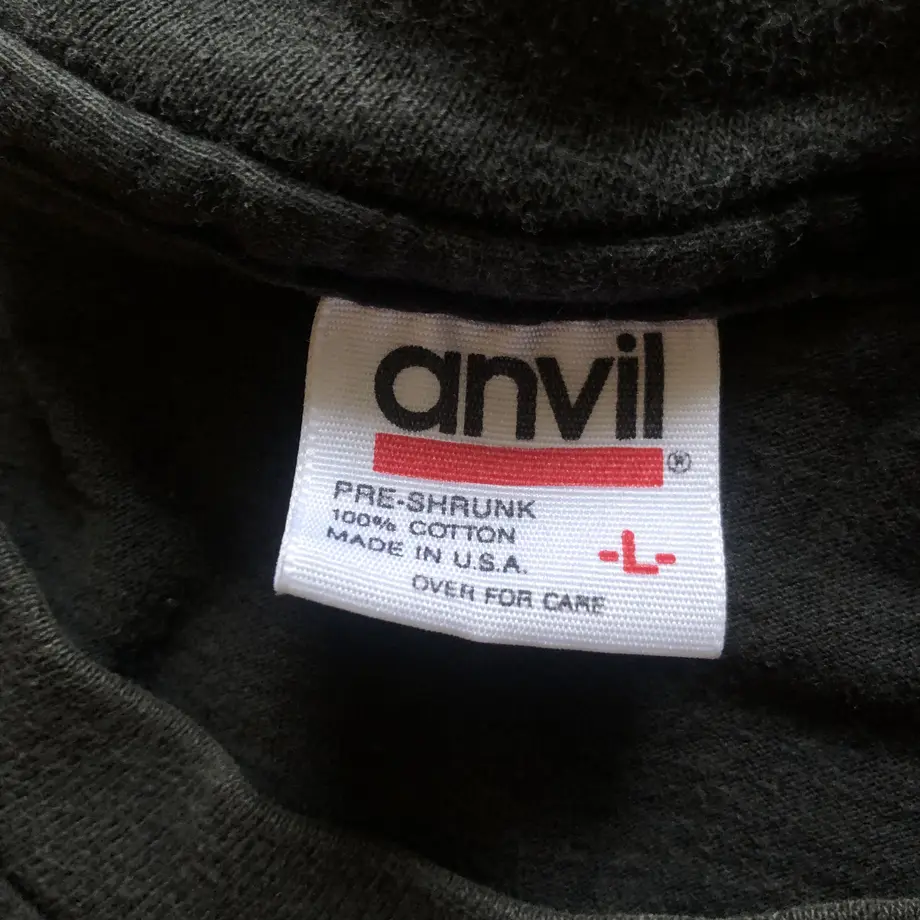 anvil
®
PRE-SHRUNK
100% COTTON
MADE IN U.S.A.
-L-
OVER FOR CARE